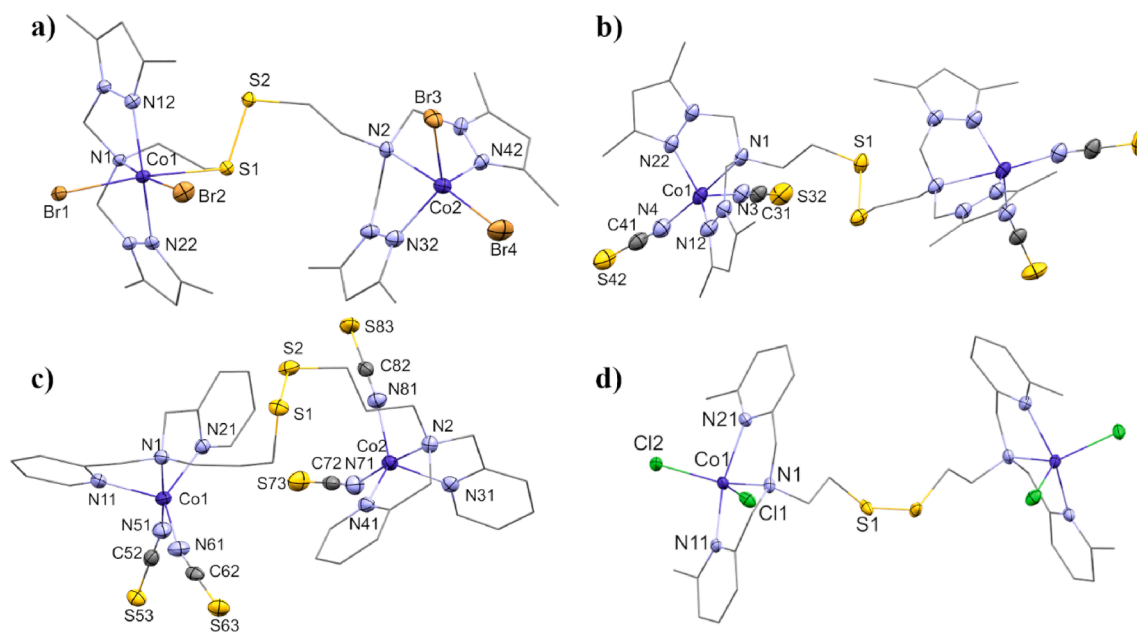 a)
S2
N12
Br3
N2
N42
N1
Co1
S1
Br1
Br2
Co2
N22
N32
Br4
b)
N1
S1
N22
Co1
S32
N4
N3
C31
C41
N12
S42
c)
S83
S2
C82
N81
S1
N21
N1
Co2
N2
C72
N71
N11
S73
N31
Co1
N51
N41
C52
N61
C62
S53
S63
d)
N21
Cl2
Co1
N1
Cl1
S1
N11